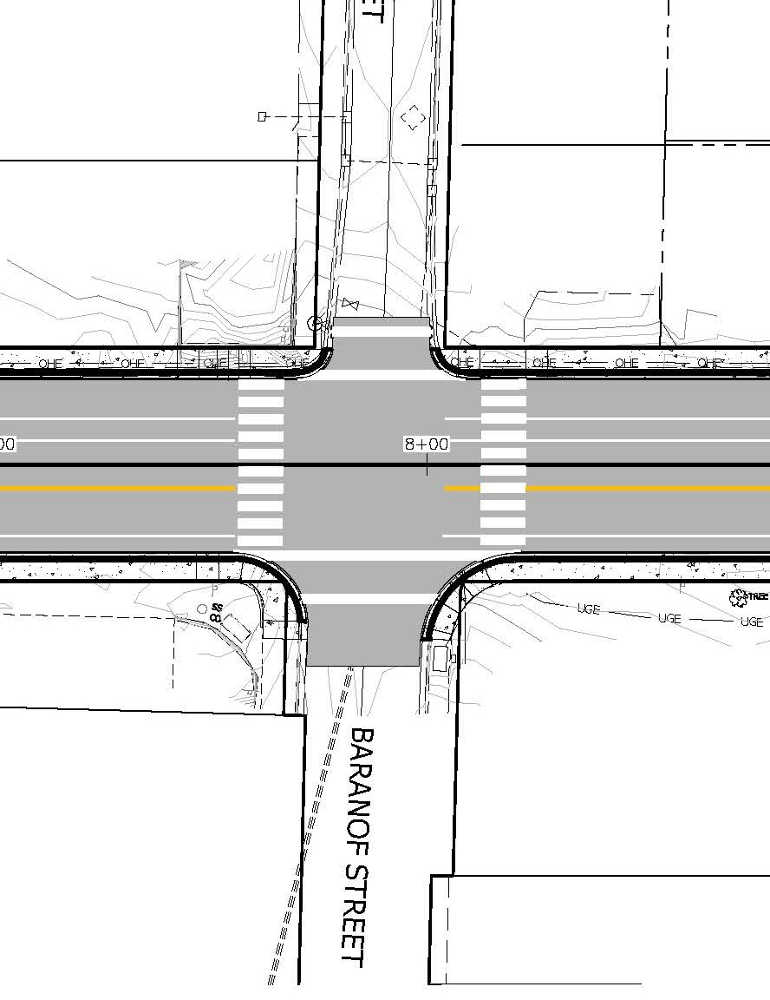 ET
OHE OHE OHE OHE OHE OHE OHE OHE
00 8+00
SS
CO
TREE
UGE UGE UGE
BARANOF STREET